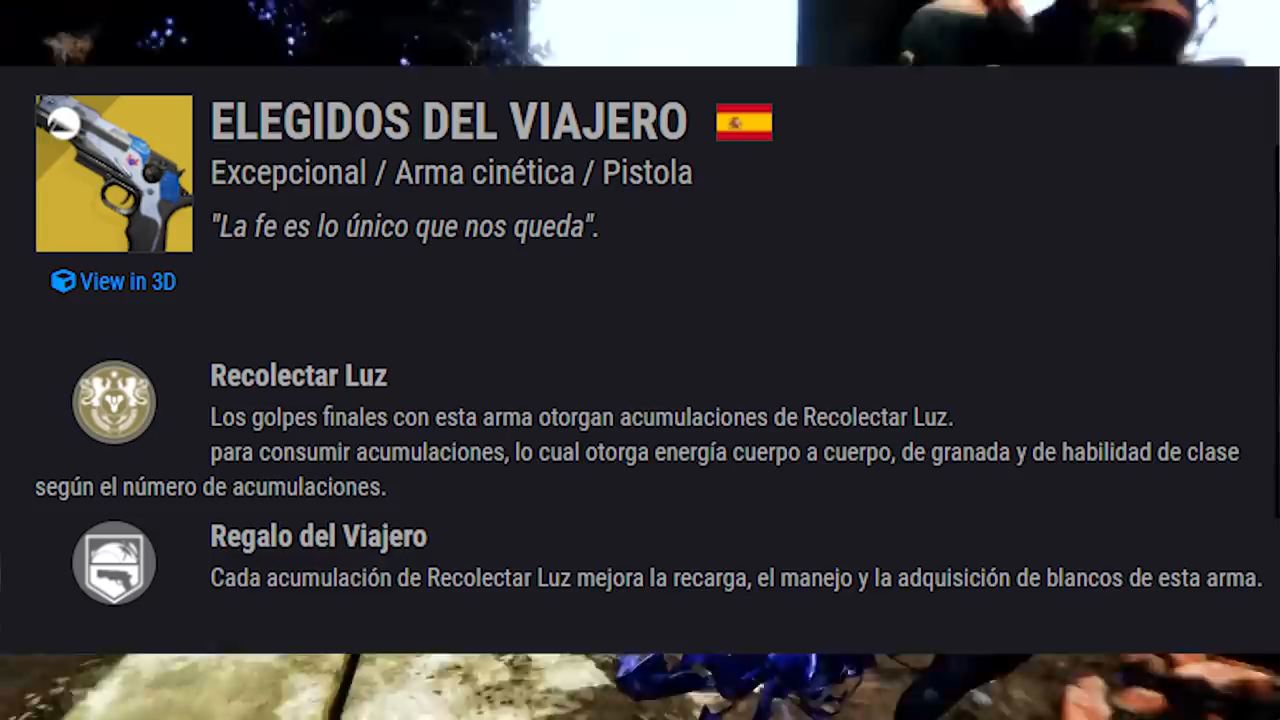 ELEGIDOS DEL VIAJERO
Excepcional / Arma cinética / Pistola
"La fe es lo único que nos queda".
View in 3D
Recolectar Luz
Los golpes finales con esta arma otorgan acumulaciones de Recolectar Luz.
para consumir acumulaciones, lo cual otorga energía cuerpo a cuerpo, de granada y de habilidad de clase
según el número de acumulaciones.
Regalo del Viajero
Cada acumulación de Recolectar Luz mejora la recarga, el manejo y la adquisición de blancos de esta arma.